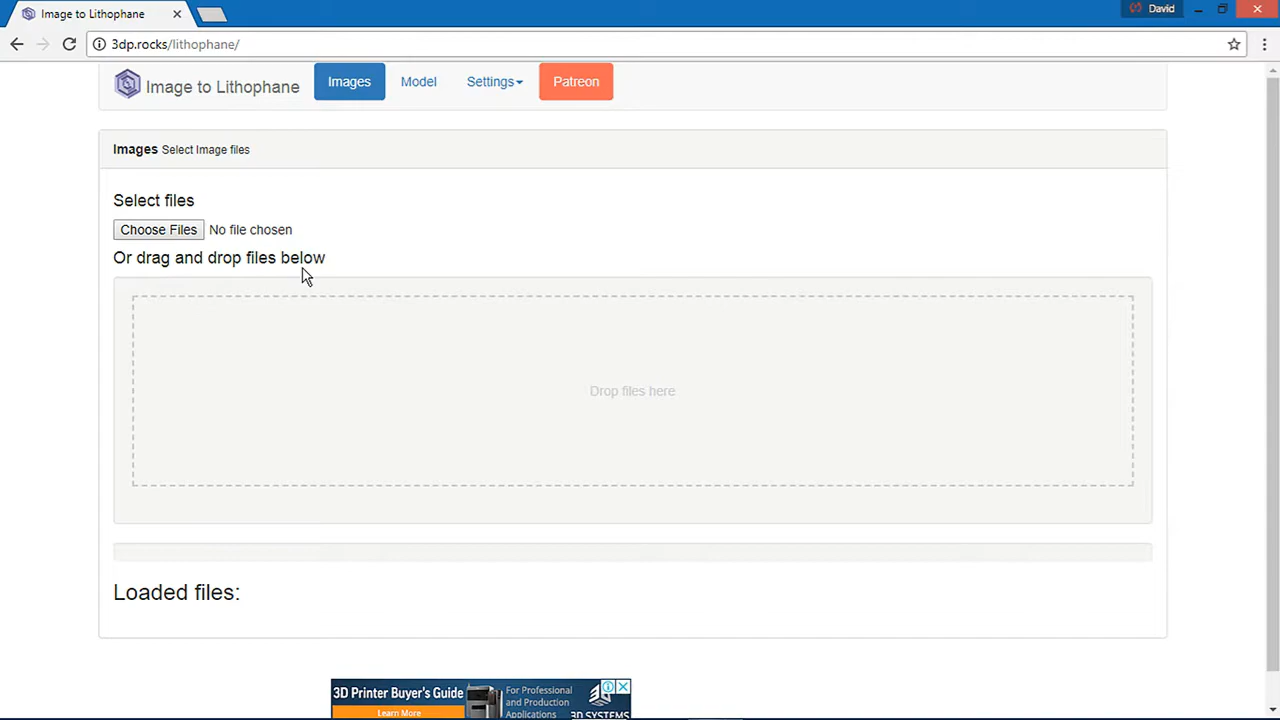 Image to Lithophane
David
3dp.rocks/lithophane/
Image to Lithophane
Images
Model
Settings
Patreon
Images Select Image files
Select files
Choose Files No file chosen
Or drag and drop files below
Drop files here
Loaded files:
3D Printer Buyer's Guide
Learn More
For Professional
and Production
Applications
3D SYSTEMS